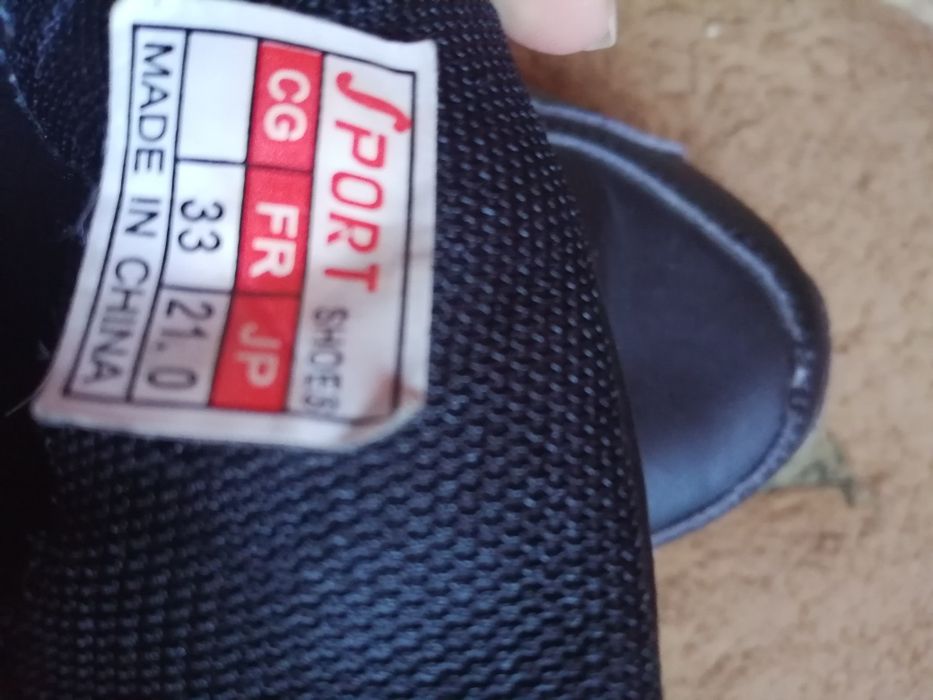 SPORT SHOES
CG FR JP
33 21.0
MADE IN CHINA